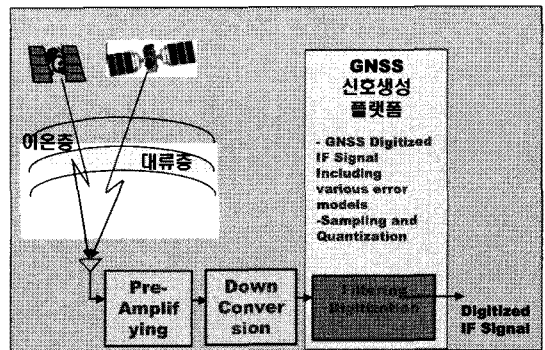 GNSS
신호생성
플랫폼
이온층
대류층
- GNSS Digitized
IF Signal
Including
various error
models
-Sampling and
Quantization
Pre-
Amplif
ying
Down
Conver
sion
Filtering
Digitization
Digitized
IF Signal